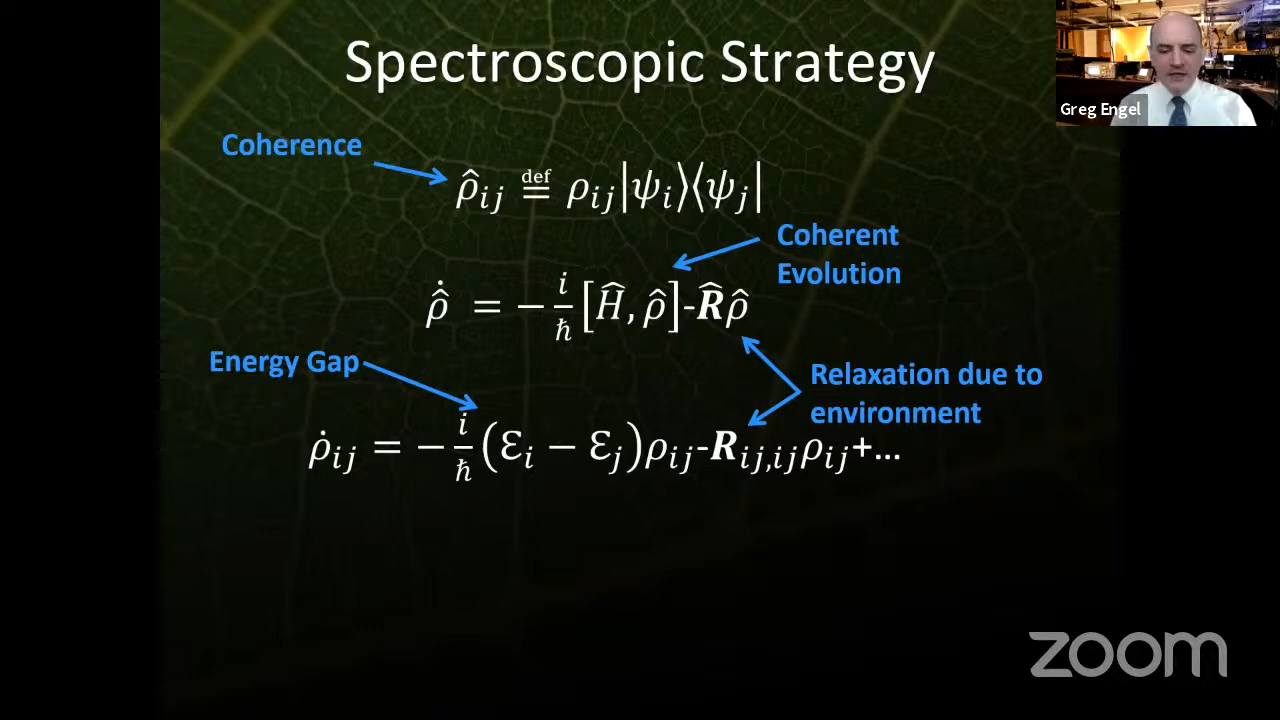 Spectroscopic Strategy
Greg Engel
Coherence
ρ̂ᵢⱼ ≝ ρᵢⱼ|ψᵢ⟩⟨ψⱼ|
Coherent
Evolution
ρ̂̇ = −i/ħ[Ĥ, ρ̂]-R̂ρ̂
Energy Gap
Relaxation due to
environment
ρ̇ᵢⱼ = −i/ħ(Ɛᵢ − Ɛⱼ)ρᵢⱼ-Rᵢⱼ,ᵢⱼρᵢⱼ+...
zoom